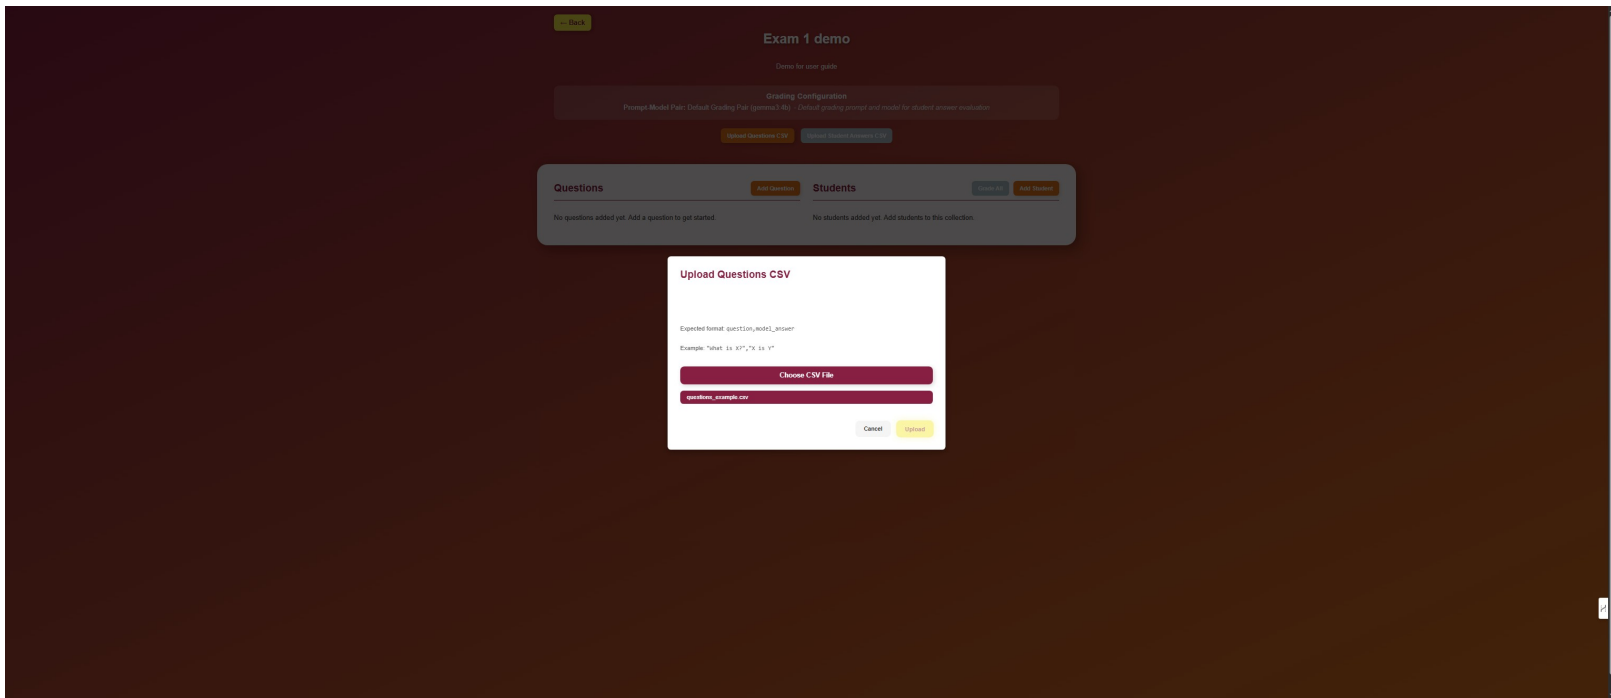 ← Back
Exam 1 demo
Demo for user guide
Grading Configuration
Prompt-Model Pair: Default Grading Pair (gemma3:4b) - Default grading prompt and model for student answer evaluation
Upload Questions CSV
Upload Student Answers CSV
Questions
Add Question
Students
Grade All
Add Student
No questions added yet. Add a question to get started.
No students added yet. Add students to this collection.
Upload Questions CSV
Expected format: question,model_answer
Example: "What is X?","X is Y"
Choose CSV File
questions_example.csv
Cancel
Upload